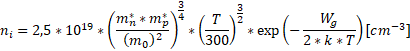 n_i = 2,5 * 10^19 * ((m_n^* * m_p^*) / (m_0)^2)^(3/4) * (T/300)^(3/2) * exp(− W_g / (2 * k * T)) [cm^−3]